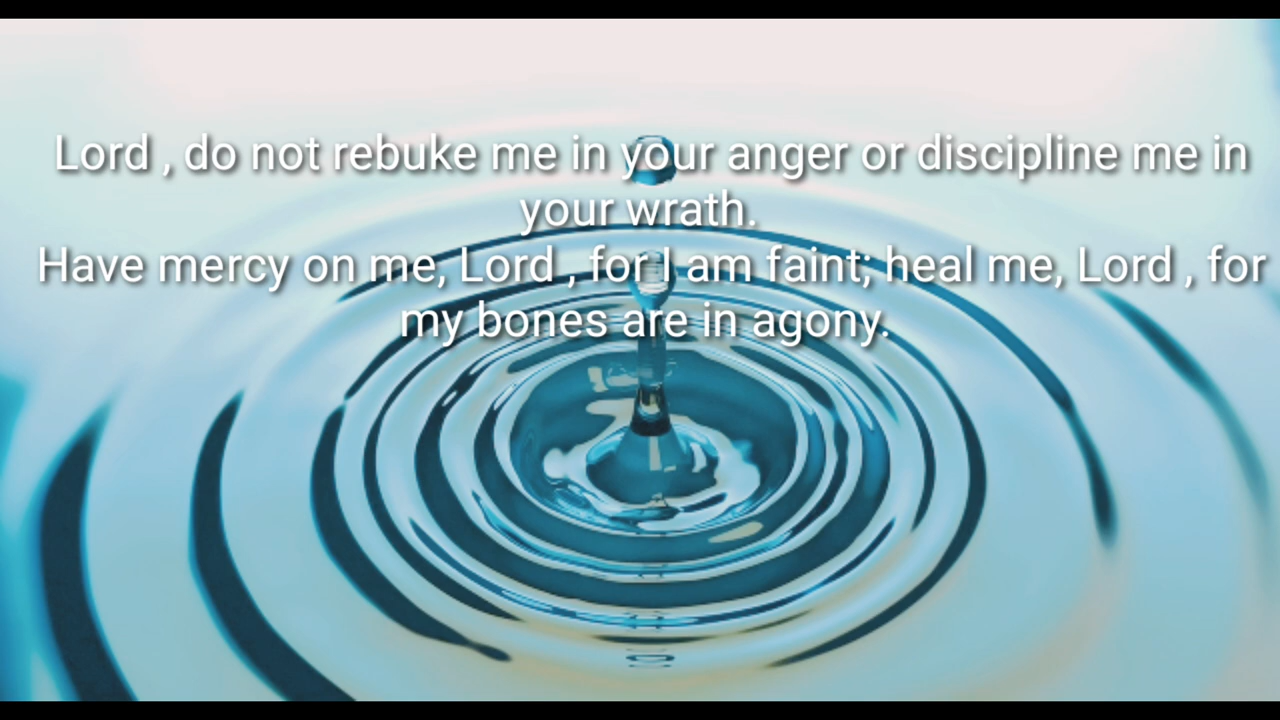 Lord , do not rebuke me in your anger or discipline me in
your wrath.
Have mercy on me, Lord , for I am faint; heal me, Lord , for
my bones are in agony.